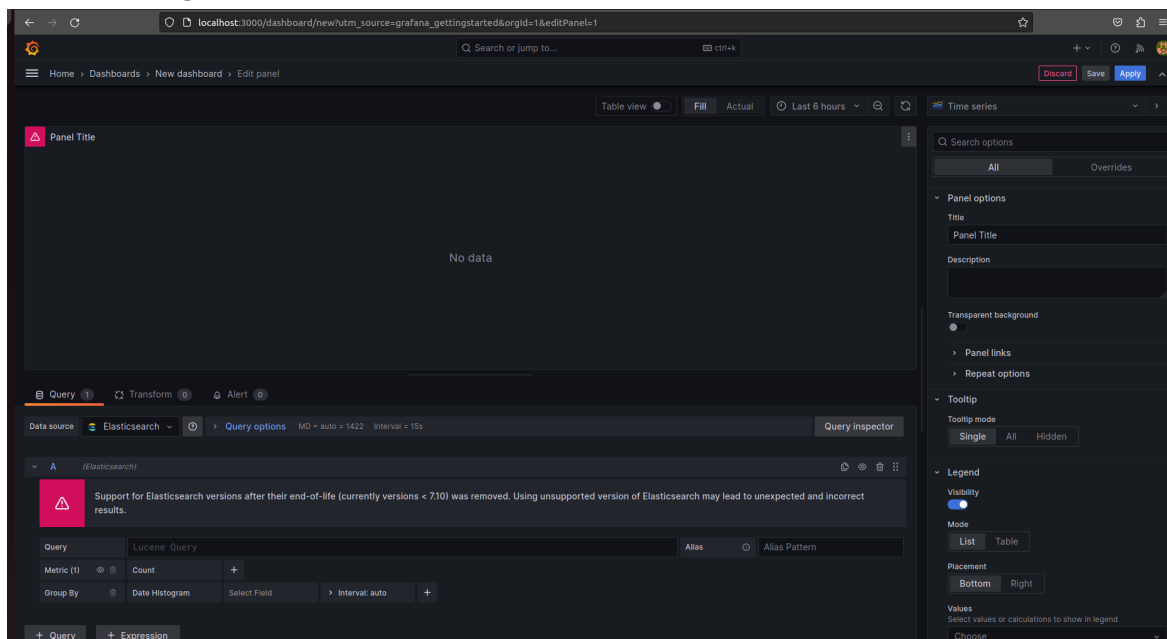 localhost:3000/dashboard/new?utm_source=grafana_gettingstarted&orgId=1&editPanel=1
Search or jump to... ctrl+k
Home › Dashboards › New dashboard › Edit panel Discard Save Apply
Table view Fill Actual Last 6 hours Time series
Panel Title
Search options
All Overrides
Panel options
Title
Panel Title
No data
Description
Transparent background
Panel links
Repeat options
Query 1 Transform 0 Alert 0
Tooltip
Data source Elasticsearch Query options MD = auto = 1422 Interval = 15s Query inspector
Tooltip mode
Single All Hidden
A (Elasticsearch)
Legend
Support for Elasticsearch versions after their end-of-life (currently versions < 7.10) was removed. Using unsupported version of Elasticsearch may lead to unexpected and incorrect
results.
Visibility
Mode
List Table
Query Lucene Query Alias Alias Pattern
Metric (1) Count +
Placement
Bottom Right
Group By Date Histogram Select Field › Interval: auto +
Values
Select values or calculations to show in legend
Choose
+ Query + Expression